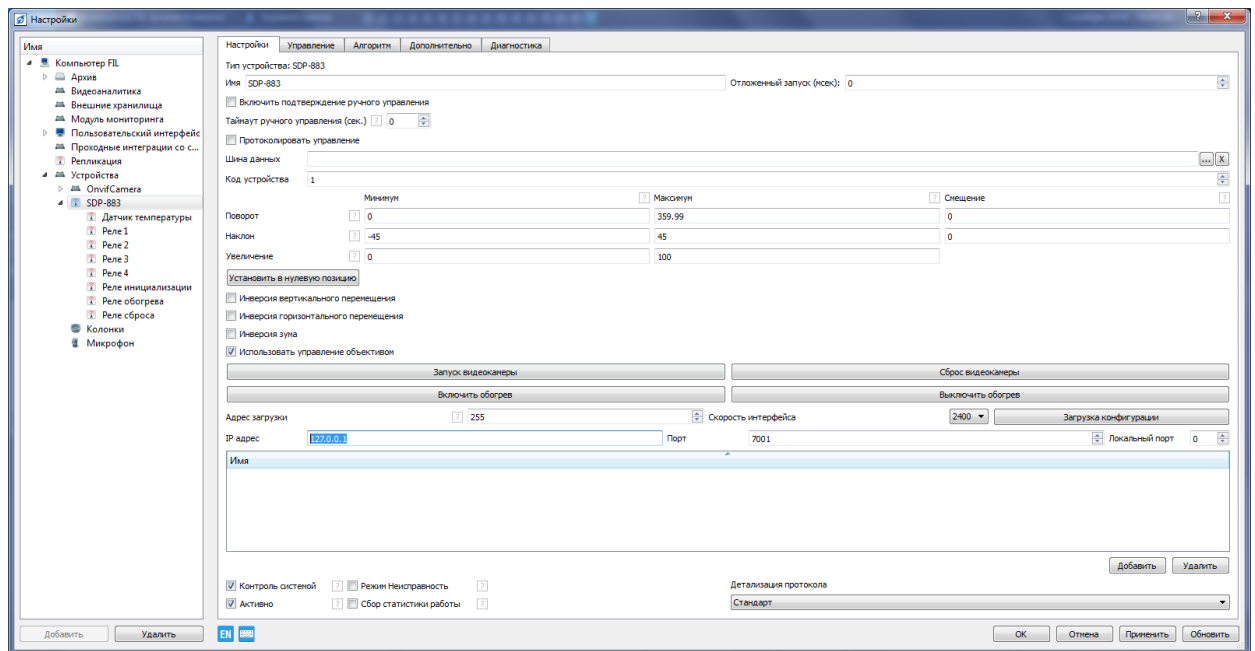 Настройки
Имя
Компьютер FIL
Архив
Видеоаналитика
Внешние хранилища
Модуль мониторинга
Пользовательский интерфейс
Проходные интеграции со с...
Репликация
Устройства
OnvifCamera
SDP-883
Датчик температуры
Реле 1
Реле 2
Реле 3
Реле 4
Реле инициализации
Реле обогрева
Реле сброса
Колонки
Микрофон
Добавить Удалить
Настройки Управление Алгоритм Дополнительно Диагностика
Тип устройства: SDP-883
Имя SDP-883 Отложенный запуск (мсек): 0
Включить подтверждение ручного управления
Таймаут ручного управления (сек.) ? 0
Протоколировать управление
Шина данных ... X
Код устройства 1
Минимум ? Максимум ? Смещение ?
Поворот ? 0 359.99 0
Наклон ? -45 45 0
Увеличение ? 0 100
Установить в нулевую позицию
Инверсия вертикального перемещения
Инверсия горизонтального перемещения
Инверсия зума
Использовать управление объективом
Запуск видеокамеры Сброс видеокамеры
Включить обогрев Выключить обогрев
Адрес загрузки ? 255 Скорость интерфейса 2400 Загрузка конфигурации
IP адрес 127.0.0.1 Порт 7001 Локальный порт 0
Имя
Добавить Удалить
Контроль системой ? Режим Неисправность ? Детализация протокола
Активно ? Сбор статистики работы ? Стандарт
EN OK Отмена Применить Обновить